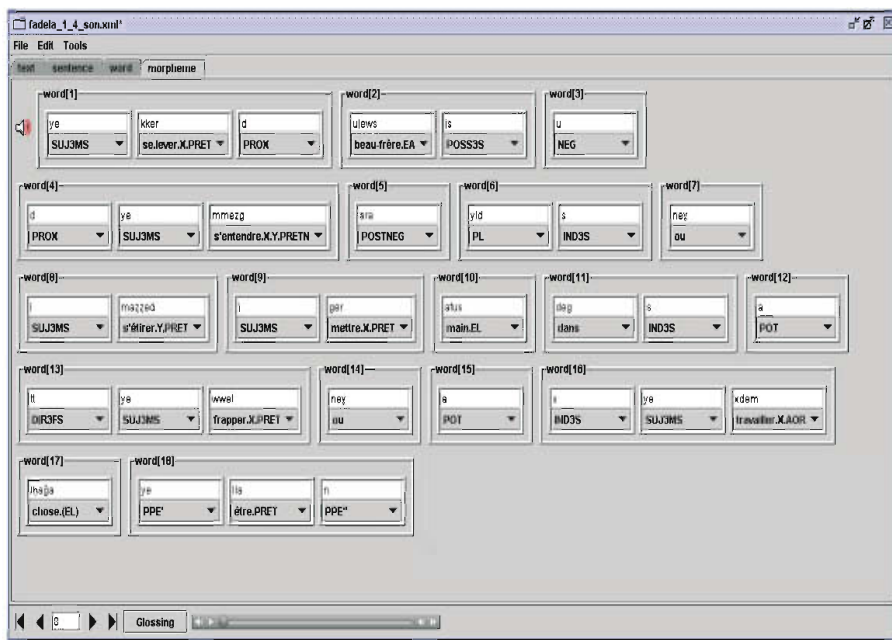 fadela_1_4_son.xml*
File Edit Tools
text sentence word morpheme
word[1] word[2] word[3]
ye kker d ulews is u
SUJ3MS se.lever.X.PRET PROX beau-frère.EA POSS3S NEG
word[4] word[5] word[6] word[7]
d ye mmezg ara yid s ney
PROX SUJ3MS s'entendre.X.Y.PRETN POSTNEG PL IND3S ou
word[8] word[9] word[10] word[11] word[12]
i mazzed i ger afus deg s a
SUJ3MS s'étirer.Y.PRET SUJ3MS mettre.X.PRET main.EL dans IND3S POT
word[13] word[14] word[15] word[16]
tt ye wwet ney a s ye xdem
DIR3FS SUJ3MS frapper.X.PRET ou POT IND3S SUJ3MS travailler.X.AOR
word[17] word[18]
lhaǧa ye lla n
chose.(EL) PPE' être.PRET PPE"
Glossing